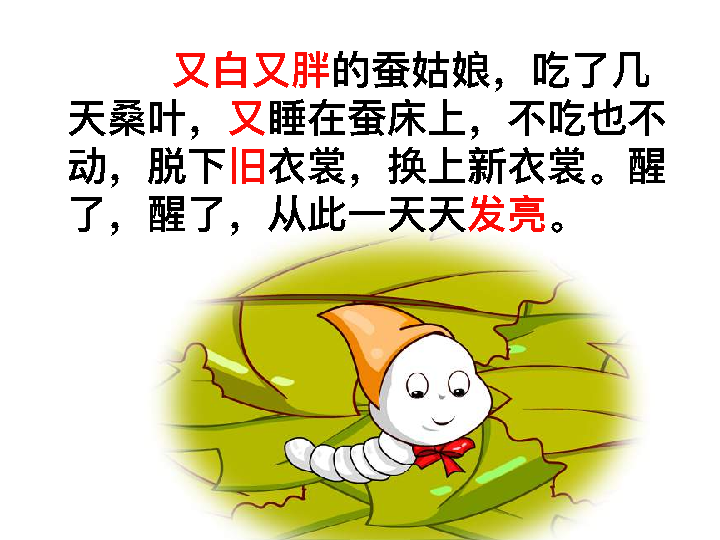 又白又胖的蚕姑娘，吃了几
天桑叶，又睡在蚕床上，不吃也不
动，脱下旧衣裳，换上新衣裳。醒
了，醒了，从此一天天发亮。